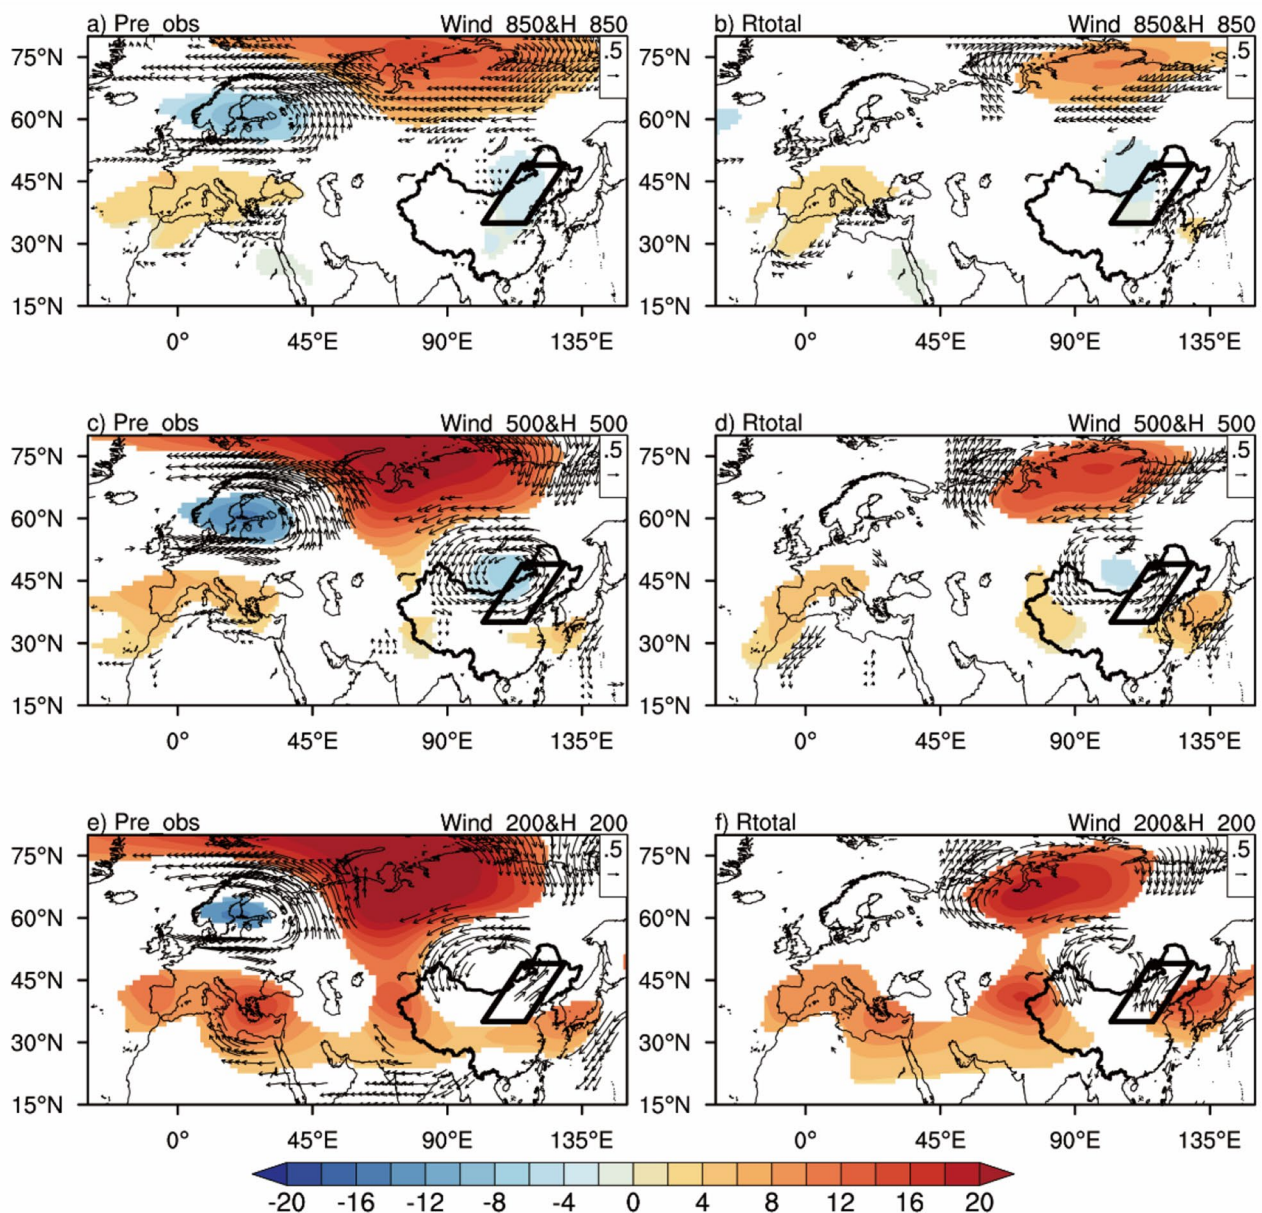 a) Pre_obs Wind 850&H 850
.5
75°N
60°N
45°N
30°N
15°N
0° 45°E 90°E 135°E
b) Rtotal Wind 850&H 850
.5
75°N
60°N
45°N
30°N
15°N
0° 45°E 90°E 135°E
c) Pre_obs Wind 500&H 500
.5
75°N
60°N
45°N
30°N
15°N
0° 45°E 90°E 135°E
d) Rtotal Wind 500&H 500
.5
75°N
60°N
45°N
30°N
15°N
0° 45°E 90°E 135°E
e) Pre_obs Wind 200&H 200
.5
75°N
60°N
45°N
30°N
15°N
0° 45°E 90°E 135°E
f) Rtotal Wind 200&H 200
.5
75°N
60°N
45°N
30°N
15°N
0° 45°E 90°E 135°E
-20 -16 -12 -8 -4 0 4 8 12 16 20